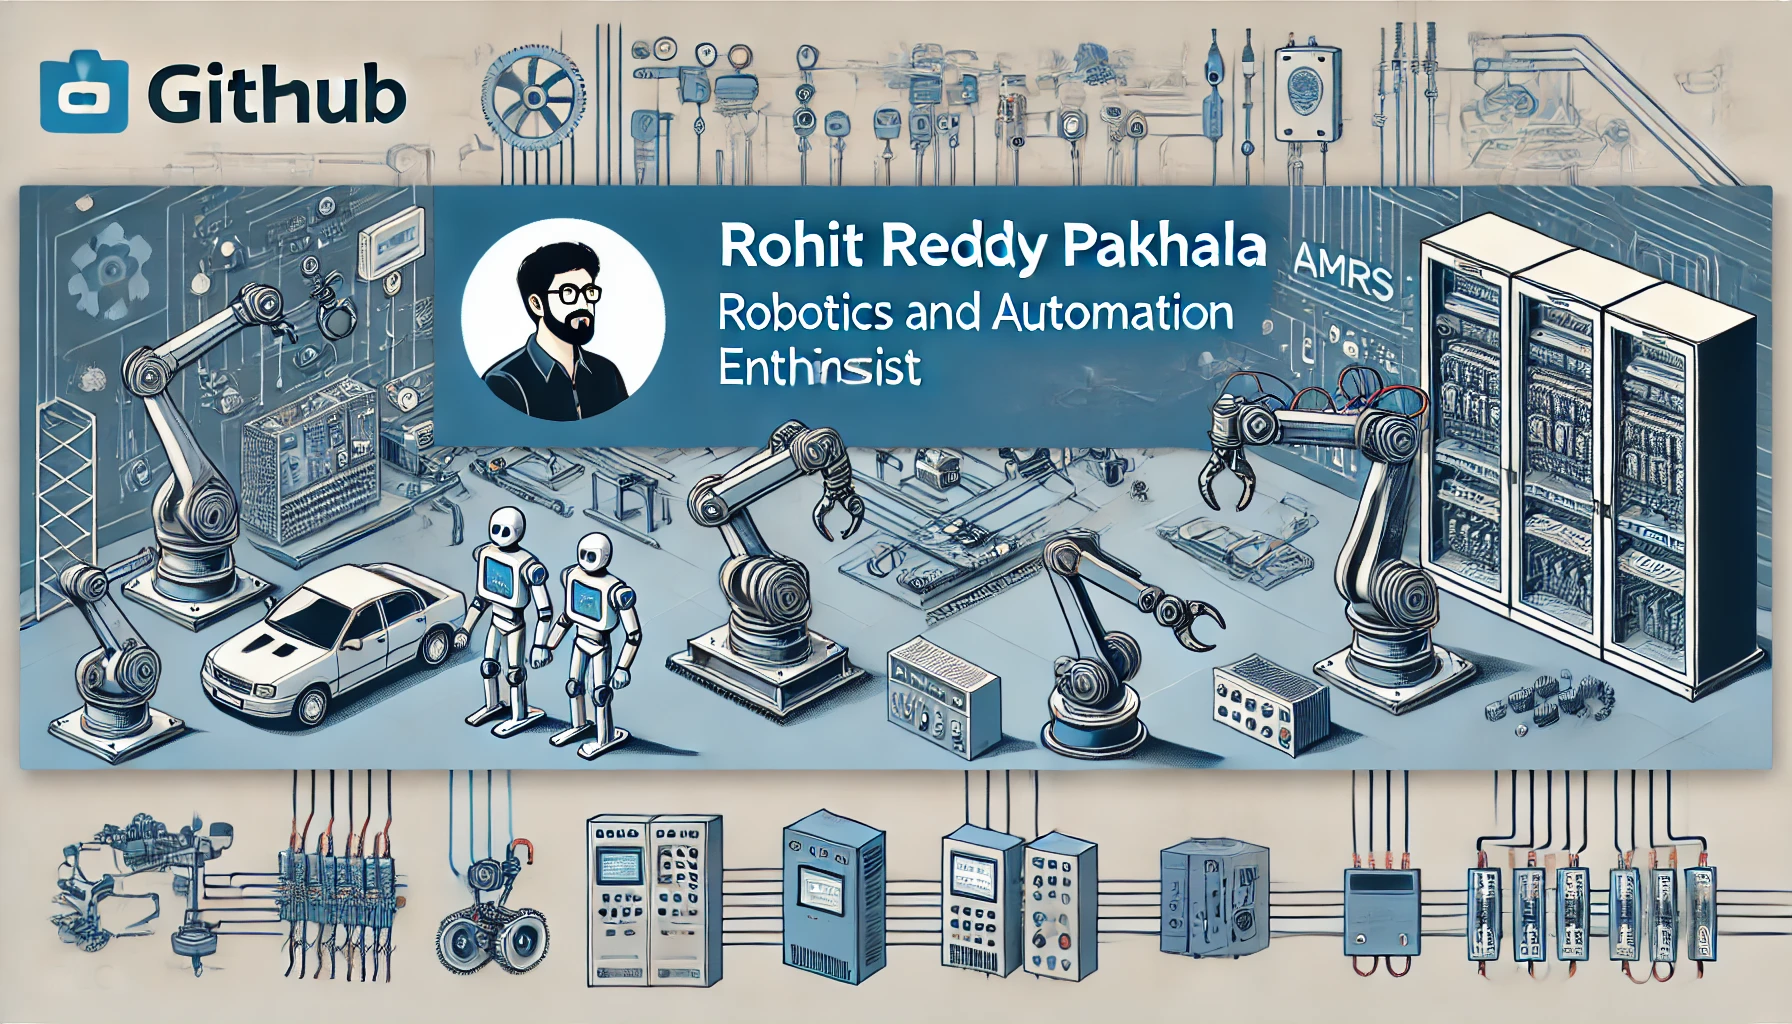 Github
Rohit Reddy Pakhala
AMRS
Robotics and Automation
Enthinsist